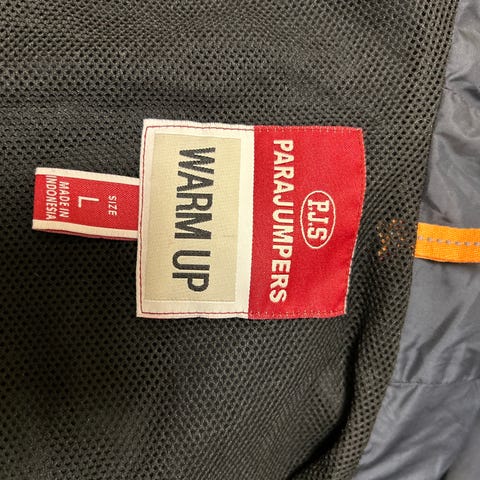 P.J.S
PARAJUMPERS
WARM UP
SIZE
L
MADE IN
INDONESIA